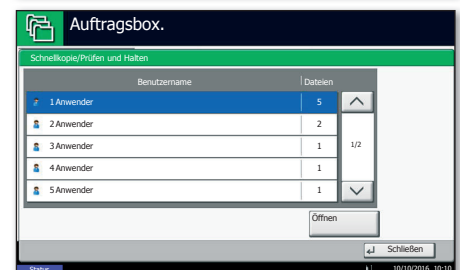 Auftragsbox.
Schnellkopie/Prüfen und Halten
Benutzername Dateien
1 Anwender 5
2 Anwender 2
3 Anwender 1
1/2
4 Anwender 1
5 Anwender 1
Öffnen
Schließen
Status 10/10/2016 10:10